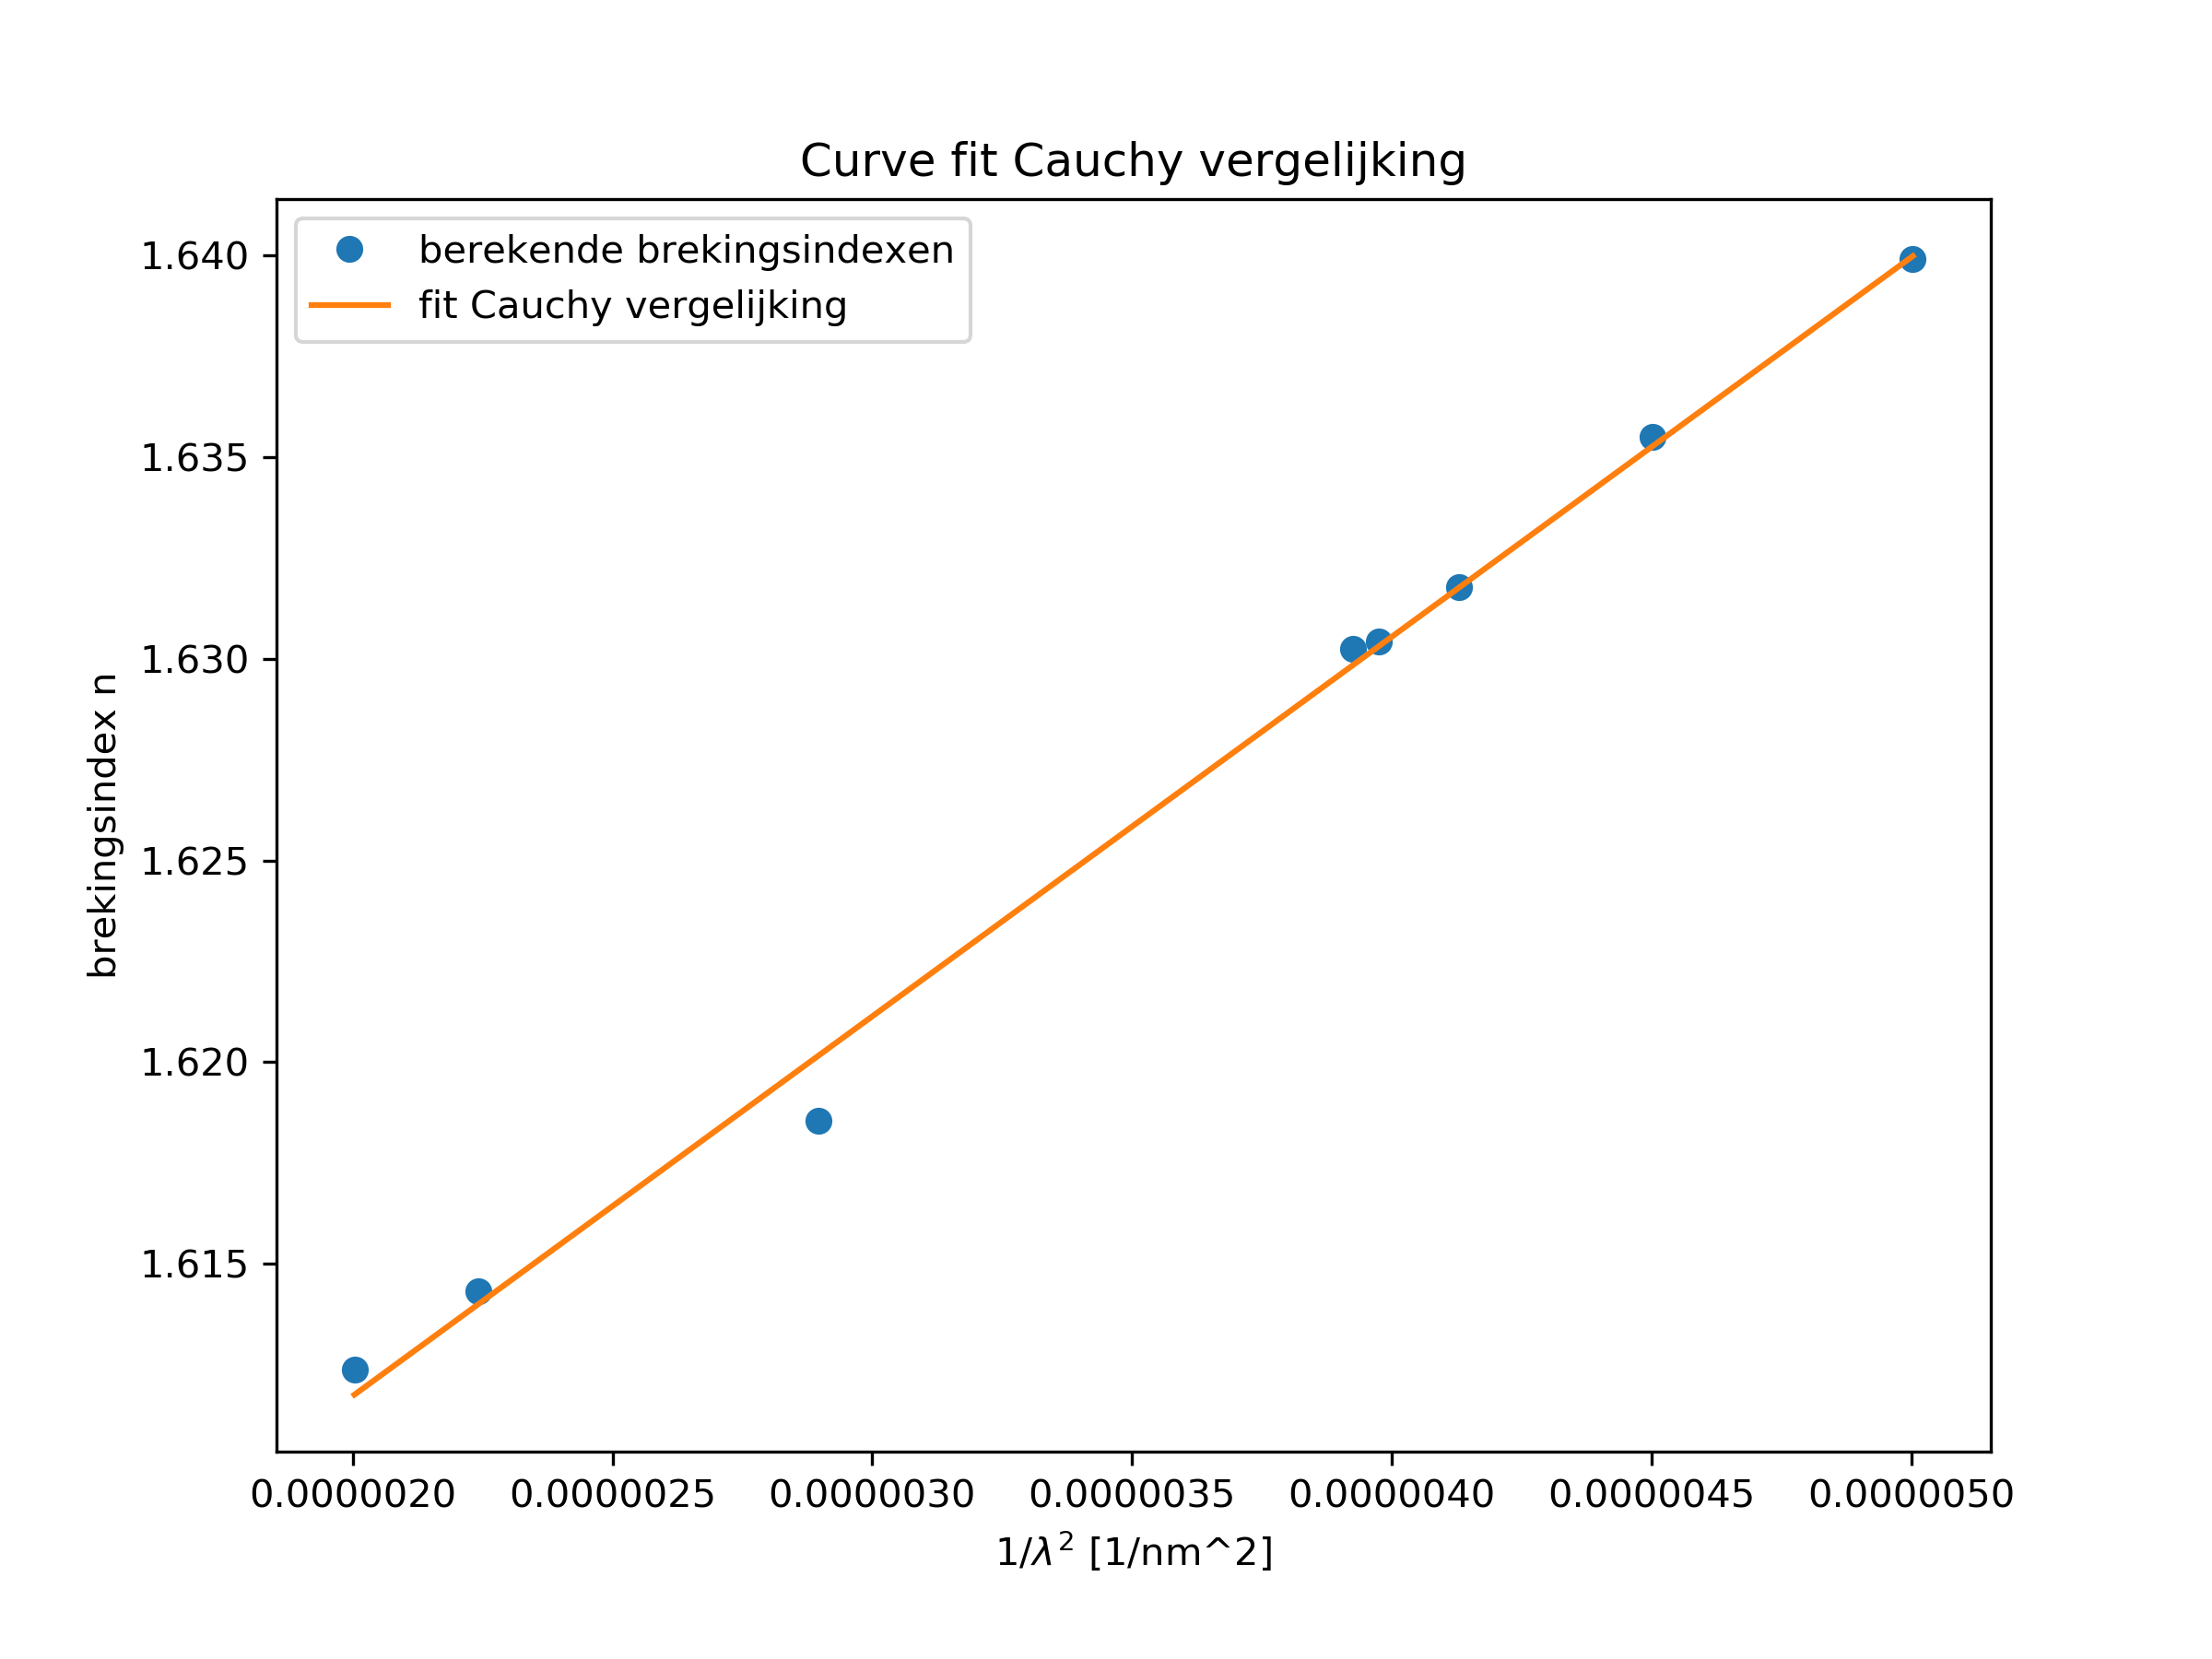 Curve fit Cauchy vergelijking
berekende brekingsindexen
fit Cauchy vergelijking
1.640
1.635
1.630
1.625
1.620
1.615
brekingsindex n
0.0000020 0.0000025 0.0000030 0.0000035 0.0000040 0.0000045 0.0000050
1/λ² [1/nm^2]